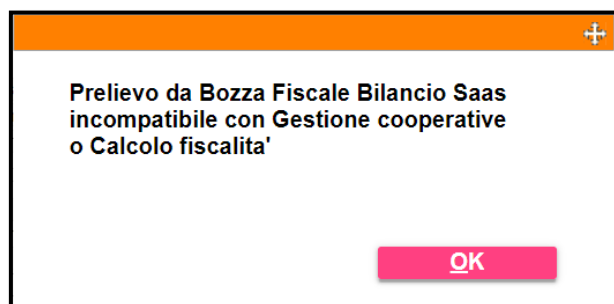 Prelievo da Bozza Fiscale Bilancio Saas
incompatibile con Gestione cooperative
o Calcolo fiscalita'
OK